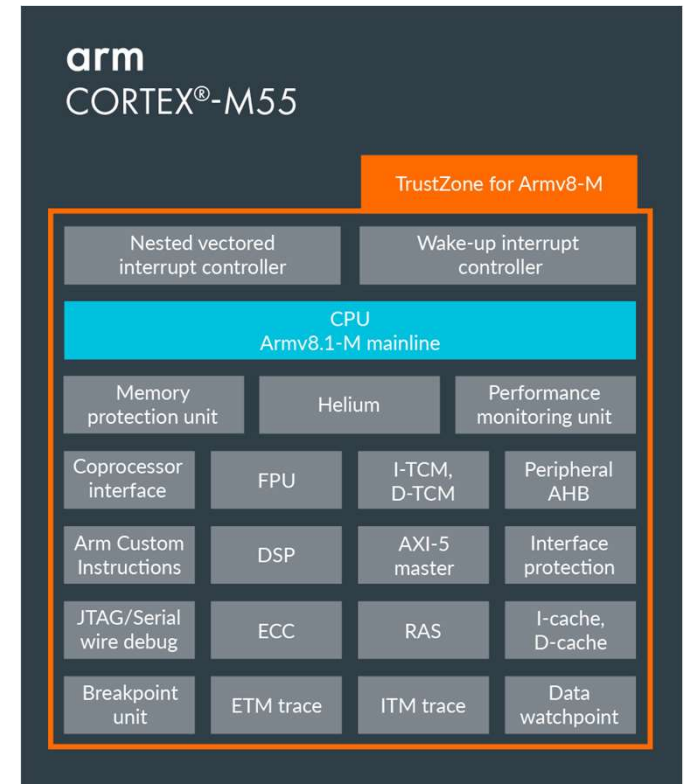 arm
CORTEX®-M55
TrustZone for Armv8-M
Nested vectored
interrupt controller
Wake-up interrupt
controller
CPU
Armv8.1-M mainline
Memory
protection unit
Helium
Performance
monitoring unit
Coprocessor
interface
FPU
I-TCM,
D-TCM
Peripheral
AHB
Arm Custom
Instructions
DSP
AXI-5
master
Interface
protection
JTAG/Serial
wire debug
ECC
RAS
I-cache,
D-cache
Breakpoint
unit
ETM trace
ITM trace
Data
watchpoint